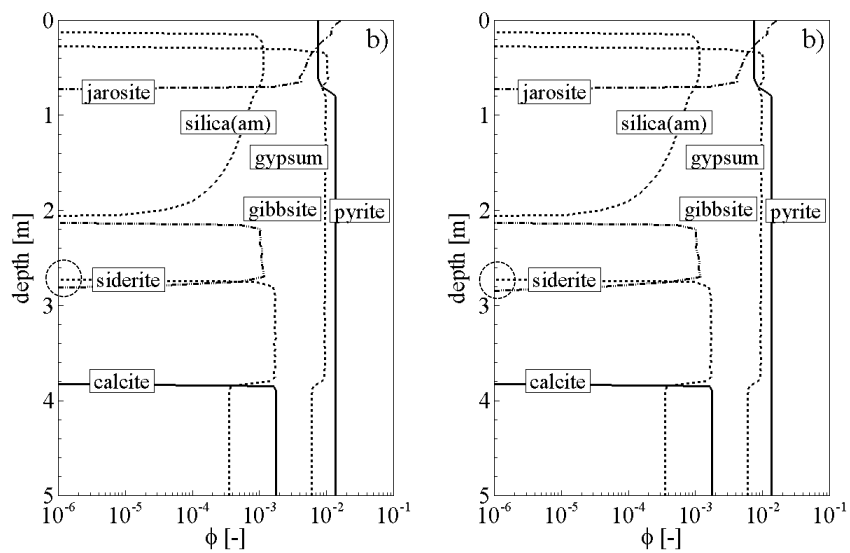 b)
0
1
2
3
4
5
depth [m]
jarosite
silica(am)
gypsum
gibbsite
pyrite
siderite
calcite
10-6
10-5
10-4
10-3
10-2
10-1
ϕ [-]
b)
0
1
2
3
4
5
depth [m]
jarosite
silica(am)
gypsum
gibbsite
pyrite
siderite
calcite
10-6
10-5
10-4
10-3
10-2
10-1
ϕ [-]